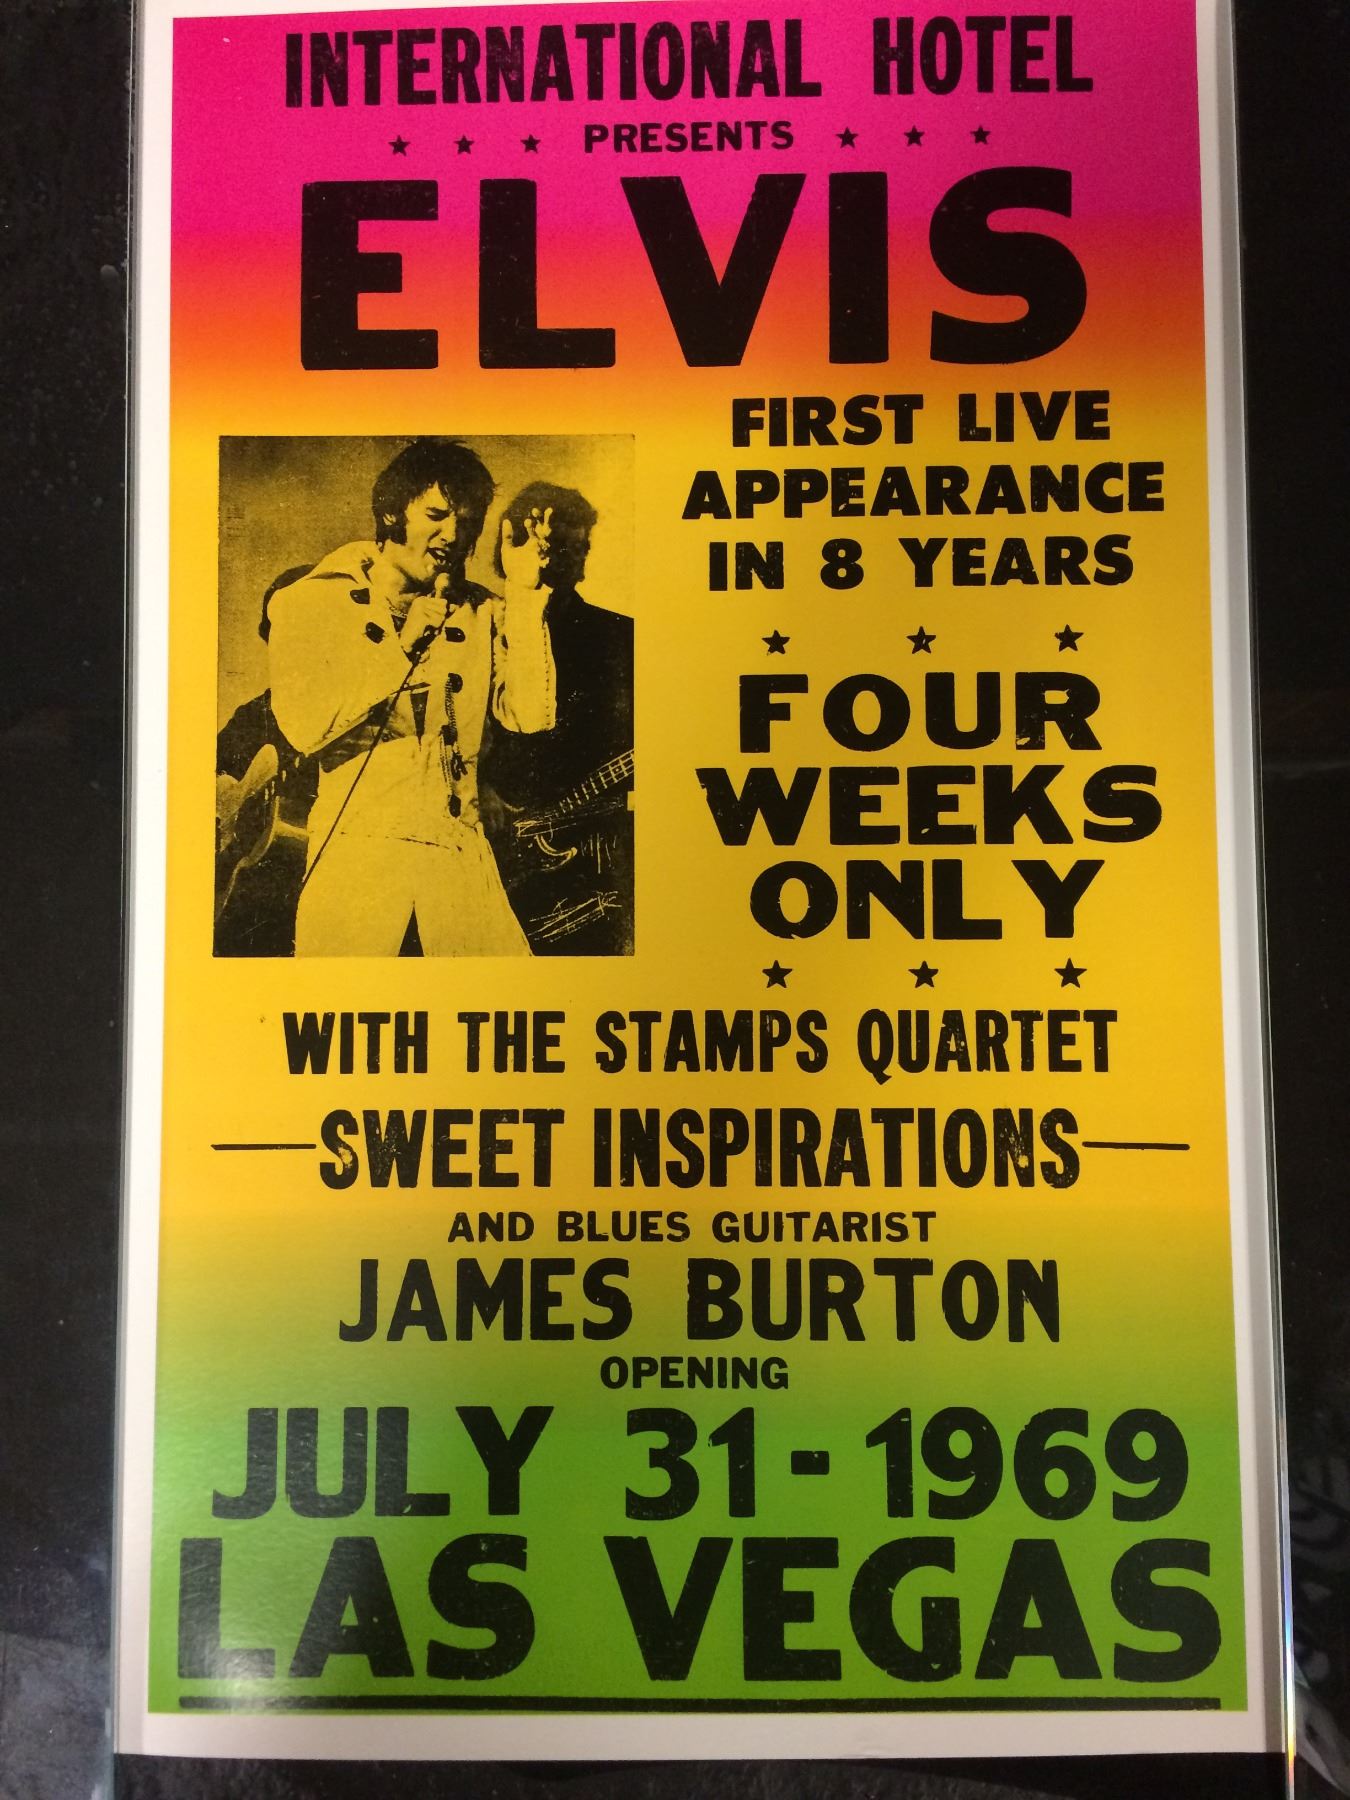 INTERNATIONAL HOTEL
PRESENTS
ELVIS
FIRST LIVE
APPEARANCE
IN 8 YEARS
FOUR
WEEKS
ONLY
WITH THE STAMPS QUARTET
SWEET INSPIRATIONS
AND BLUES GUITARIST
JAMES BURTON
OPENING
JULY 31-1969
LAS VEGAS